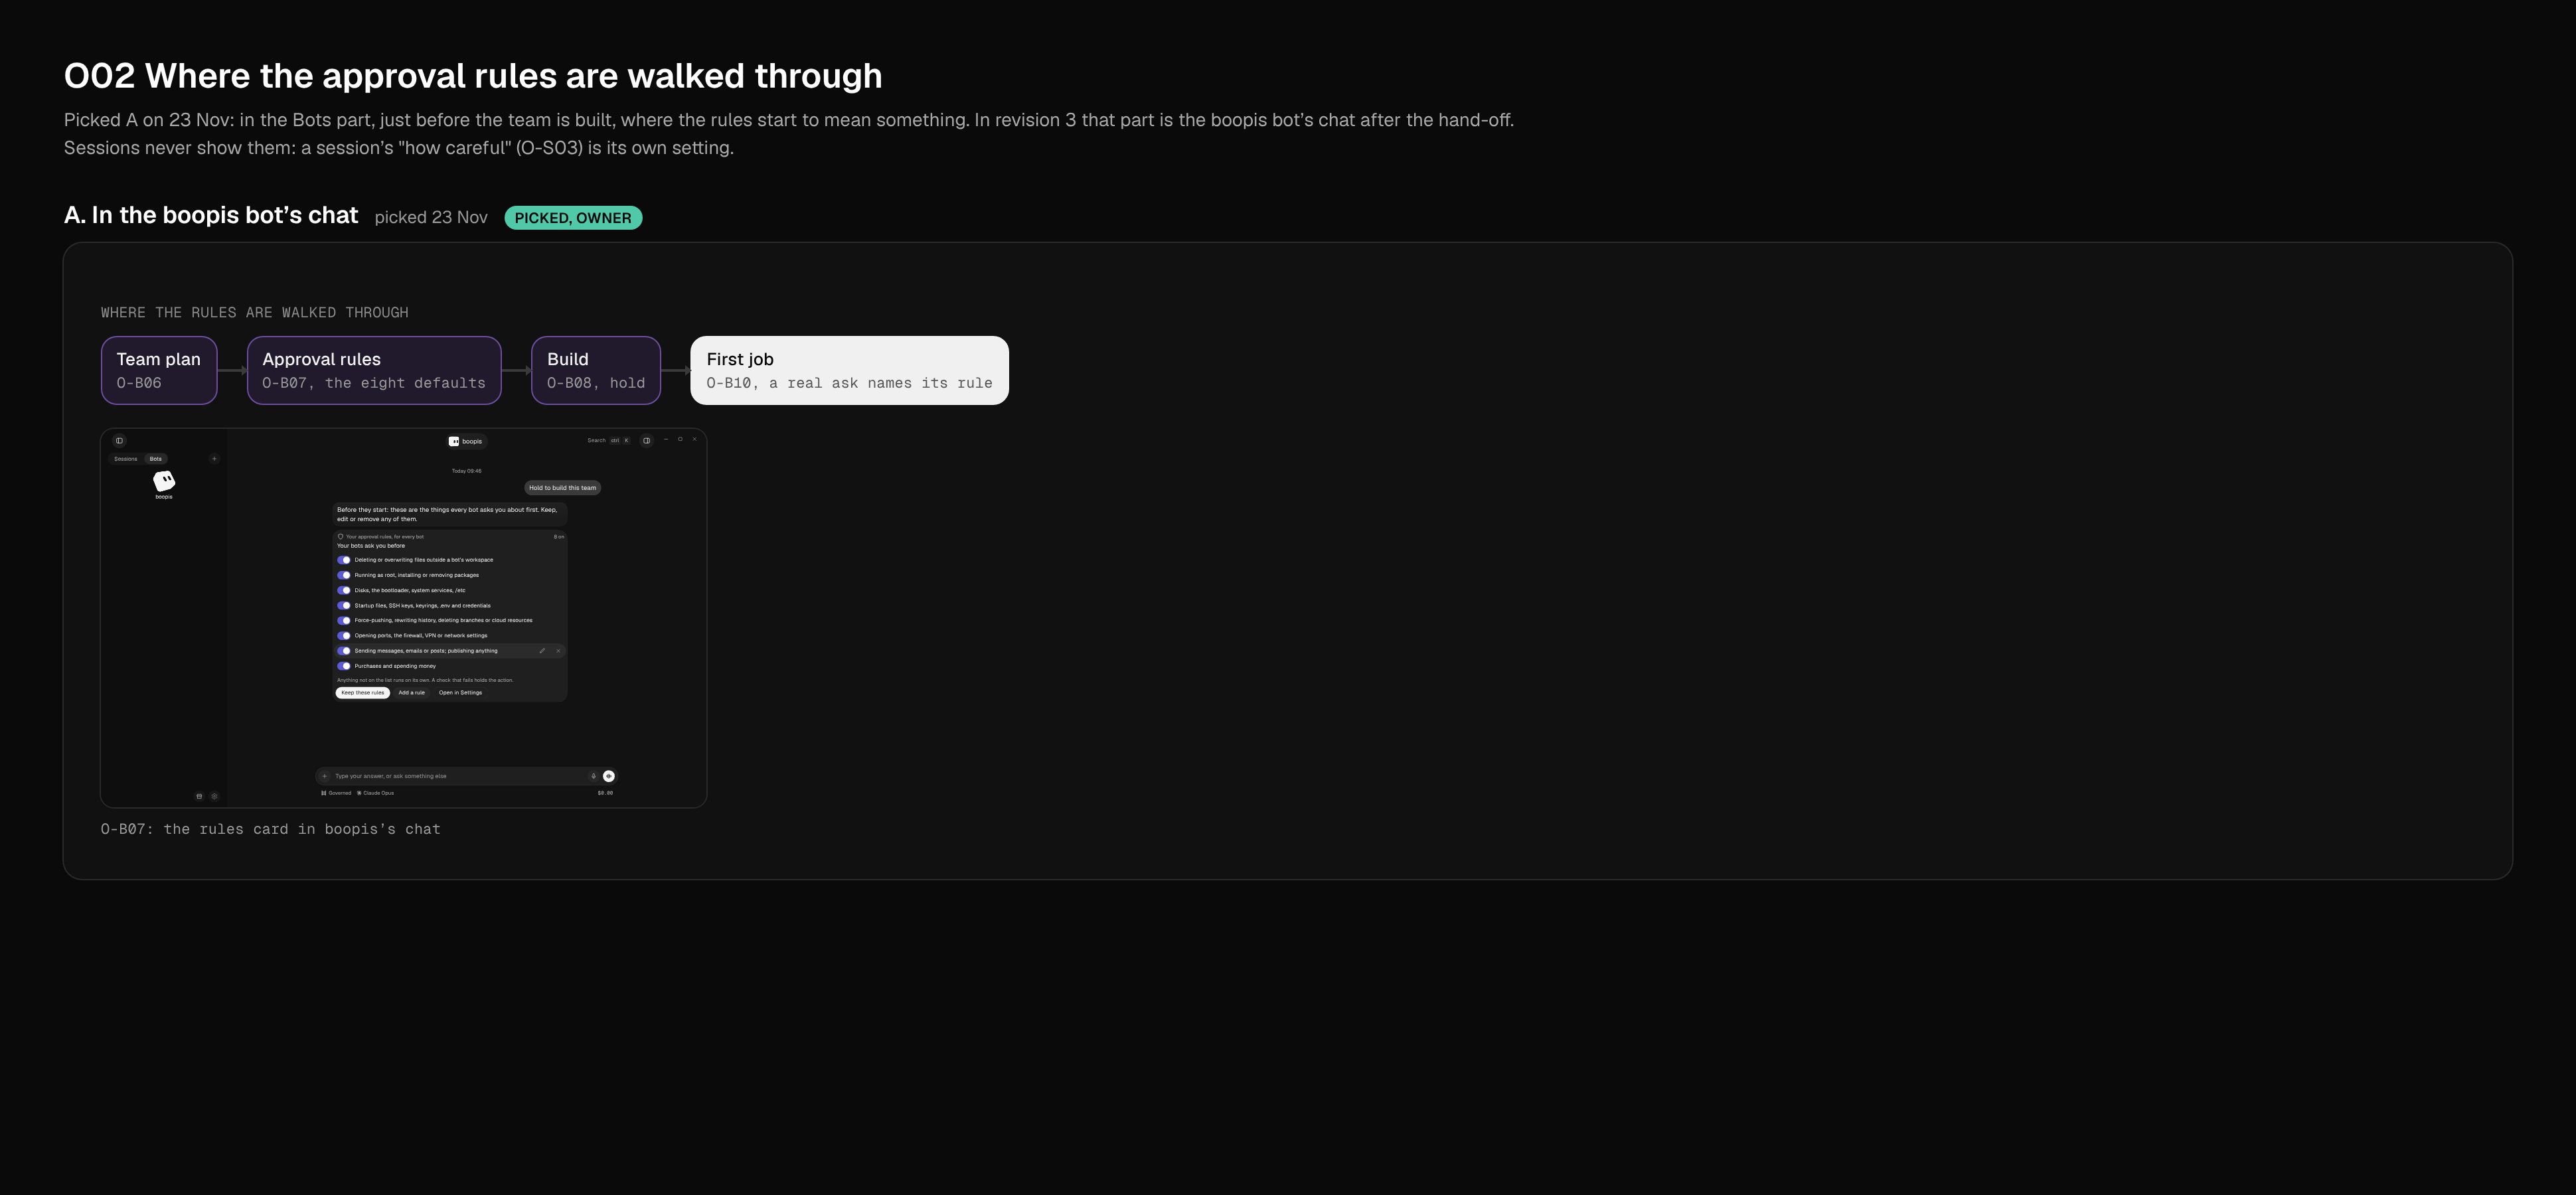 O02 Where the approval rules are walked through
Picked A on 23 Nov: in the Bots part, just before the team is built, where the rules start to mean something. In revision 3 that part is the boopis bot’s chat after the hand-off.
Sessions never show them: a session’s "how careful" (O-S03) is its own setting.
A. In the boopis bot’s chat picked 23 Nov PICKED, OWNER
WHERE THE RULES ARE WALKED THROUGH
Team plan
O-B06
Approval rules
O-B07, the eight defaults
Build
O-B08, hold
First job
O-B10, a real ask names its rule
boopis
Search ctrl K
Sessions Bots
boopis
Today 09:46
Hold to build this team
Before they start: these are the things every bot asks you about first. Keep,
edit or remove any of them.
Your approval rules, for every bot 8 on
Your bots ask you before
Deleting or overwriting files outside a bot’s workspace
Running as root, installing or removing packages
Disks, the bootloader, system services, /etc
Startup files, SSH keys, keyrings, .env and credentials
Force-pushing, rewriting history, deleting branches or cloud resources
Opening ports, the firewall, VPN or network settings
Sending messages, emails or posts; publishing anything
Purchases and spending money
Anything not on the list runs on its own. A check that fails holds the action.
Keep these rules Add a rule Open in Settings
Type your answer, or ask something else
Governed Claude Opus $0.00
O-B07: the rules card in boopis’s chat